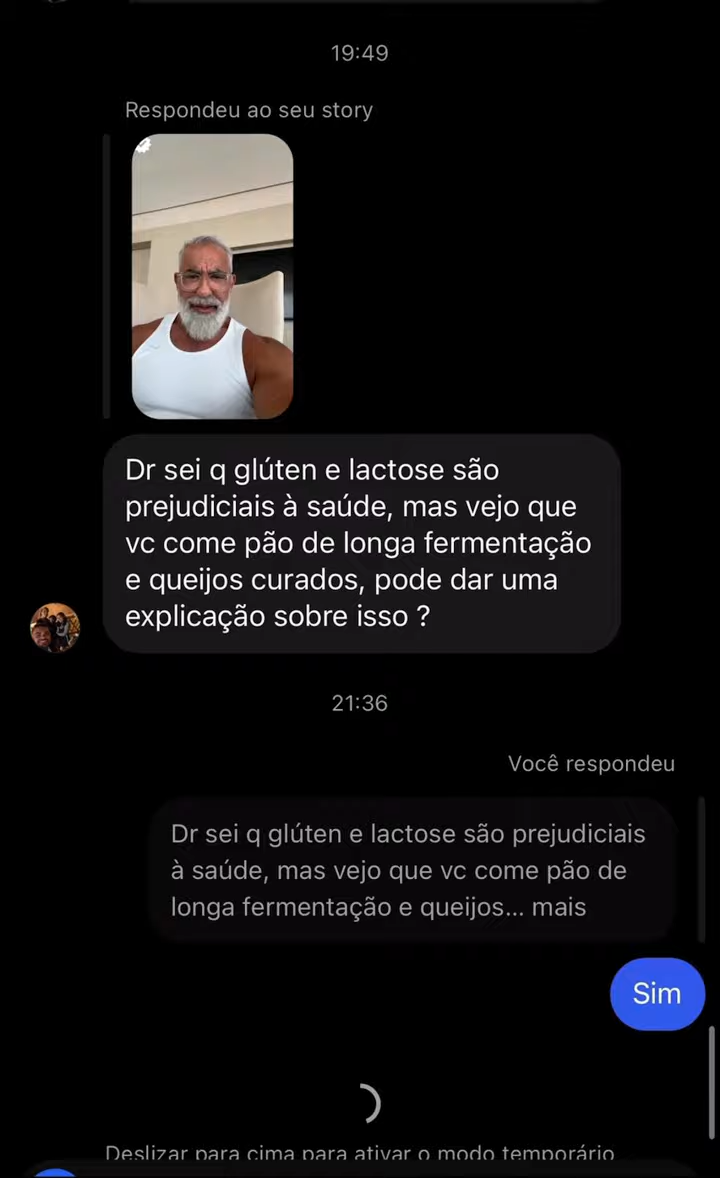 19:49
Respondeu ao seu story
Dr sei q glúten e lactose são
prejudiciais à saúde, mas vejo que
vc come pão de longa fermentação
e queijos curados, pode dar uma
explicação sobre isso ?
21:36
Você respondeu
Dr sei q glúten e lactose são prejudiciais
à saúde, mas vejo que vc come pão de
longa fermentação e queijos... mais
Sim
Deslizar para cima para ativar o modo temporário